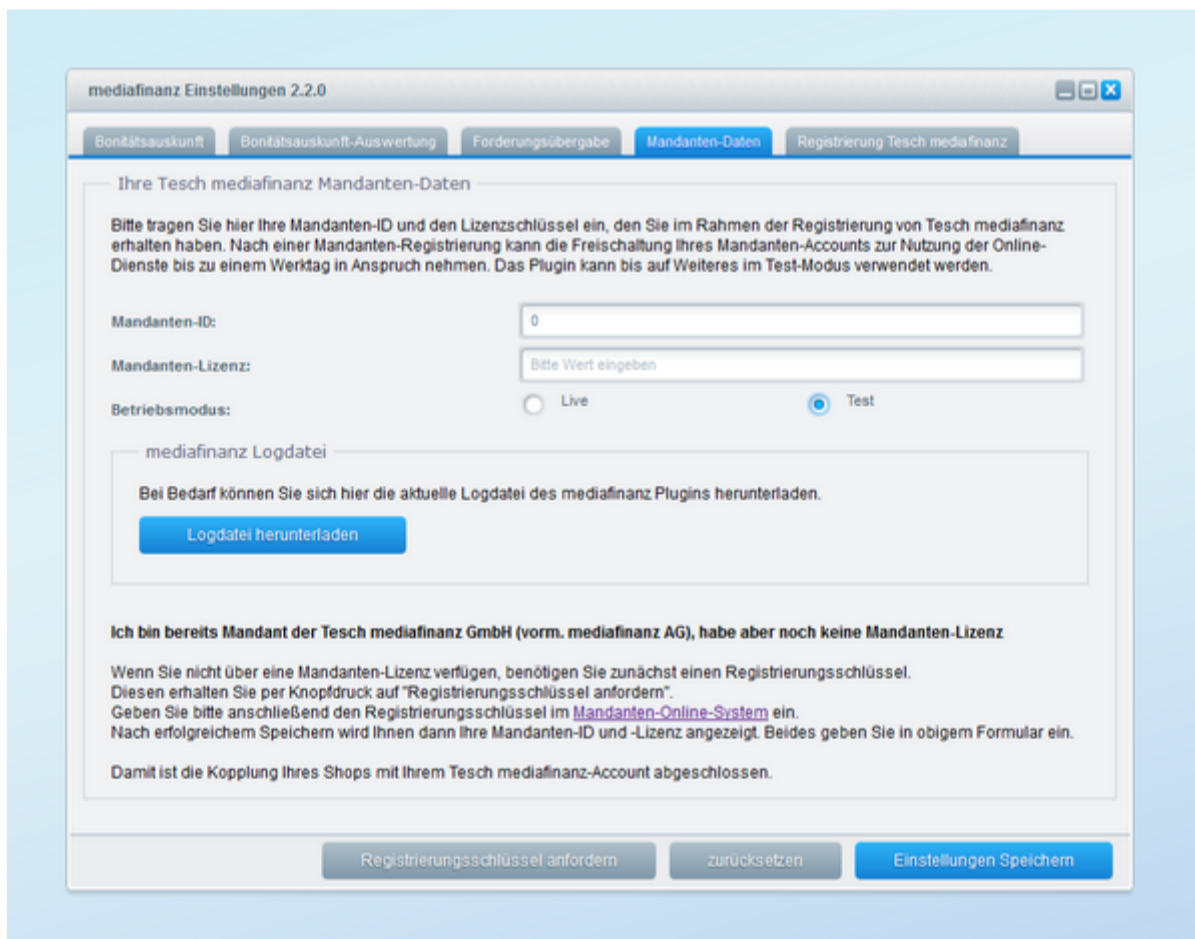 mediafinanz Einstellungen 2.2.0
Bonitätsauskunft Bonitätsauskunft-Auswertung Forderungsübergabe Mandanten-Daten Registrierung Tesch mediafinanz
Ihre Tesch mediafinanz Mandanten-Daten
Bitte tragen Sie hier Ihre Mandanten-ID und den Lizenzschlüssel ein, den Sie im Rahmen der Registrierung von Tesch mediafinanz
erhalten haben. Nach einer Mandanten-Registrierung kann die Freischaltung Ihres Mandanten-Accounts zur Nutzung der Online-
Dienste bis zu einem Werktag in Anspruch nehmen. Das Plugin kann bis auf Weiteres im Test-Modus verwendet werden.
Mandanten-ID: 0
Mandanten-Lizenz: Bitte Wert eingeben
Betriebsmodus: Live Test
mediafinanz Logdatei
Bei Bedarf können Sie sich hier die aktuelle Logdatei des mediafinanz Plugins herunterladen.
Logdatei herunterladen
Ich bin bereits Mandant der Tesch mediafinanz GmbH (vorm. mediafinanz AG), habe aber noch keine Mandanten-Lizenz
Wenn Sie nicht über eine Mandanten-Lizenz verfügen, benötigen Sie zunächst einen Registrierungsschlüssel.
Diesen erhalten Sie per Knopfdruck auf "Registrierungsschlüssel anfordern".
Geben Sie bitte anschließend den Registrierungsschlüssel im Mandanten-Online-System ein.
Nach erfolgreichem Speichern wird Ihnen dann Ihre Mandanten-ID und -Lizenz angezeigt. Beides geben Sie in obigem Formular ein.
Damit ist die Kopplung Ihres Shops mit Ihrem Tesch mediafinanz-Account abgeschlossen.
Registrierungsschlüssel anfordern zurücksetzen Einstellungen Speichern